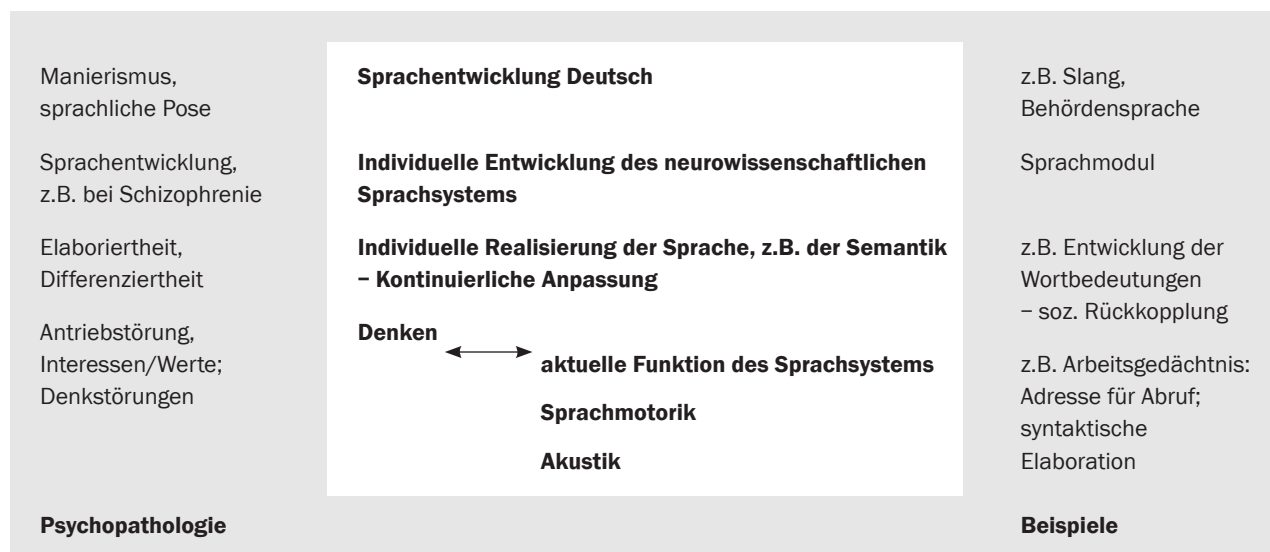 Manierismus,
sprachliche Pose
Sprachentwicklung Deutsch
z.B. Slang,
Behördensprache
Sprachentwicklung,
z.B. bei Schizophrenie
Individuelle Entwicklung des neurowissenschaftlichen
Sprachsystems
Sprachmodul
Elaboriertheit,
Differenziertheit
Individuelle Realisierung der Sprache, z.B. der Semantik
– Kontinuierliche Anpassung
z.B. Entwicklung der
Wortbedeutungen
– soz. Rückkopplung
Antriebstörung,
Interessen/Werte;
Denkstörungen
Denken
aktuelle Funktion des Sprachsystems
Sprachmotorik
Akustik
z.B. Arbeitsgedächtnis:
Adresse für Abruf;
syntaktische
Elaboration
Psychopathologie
Beispiele